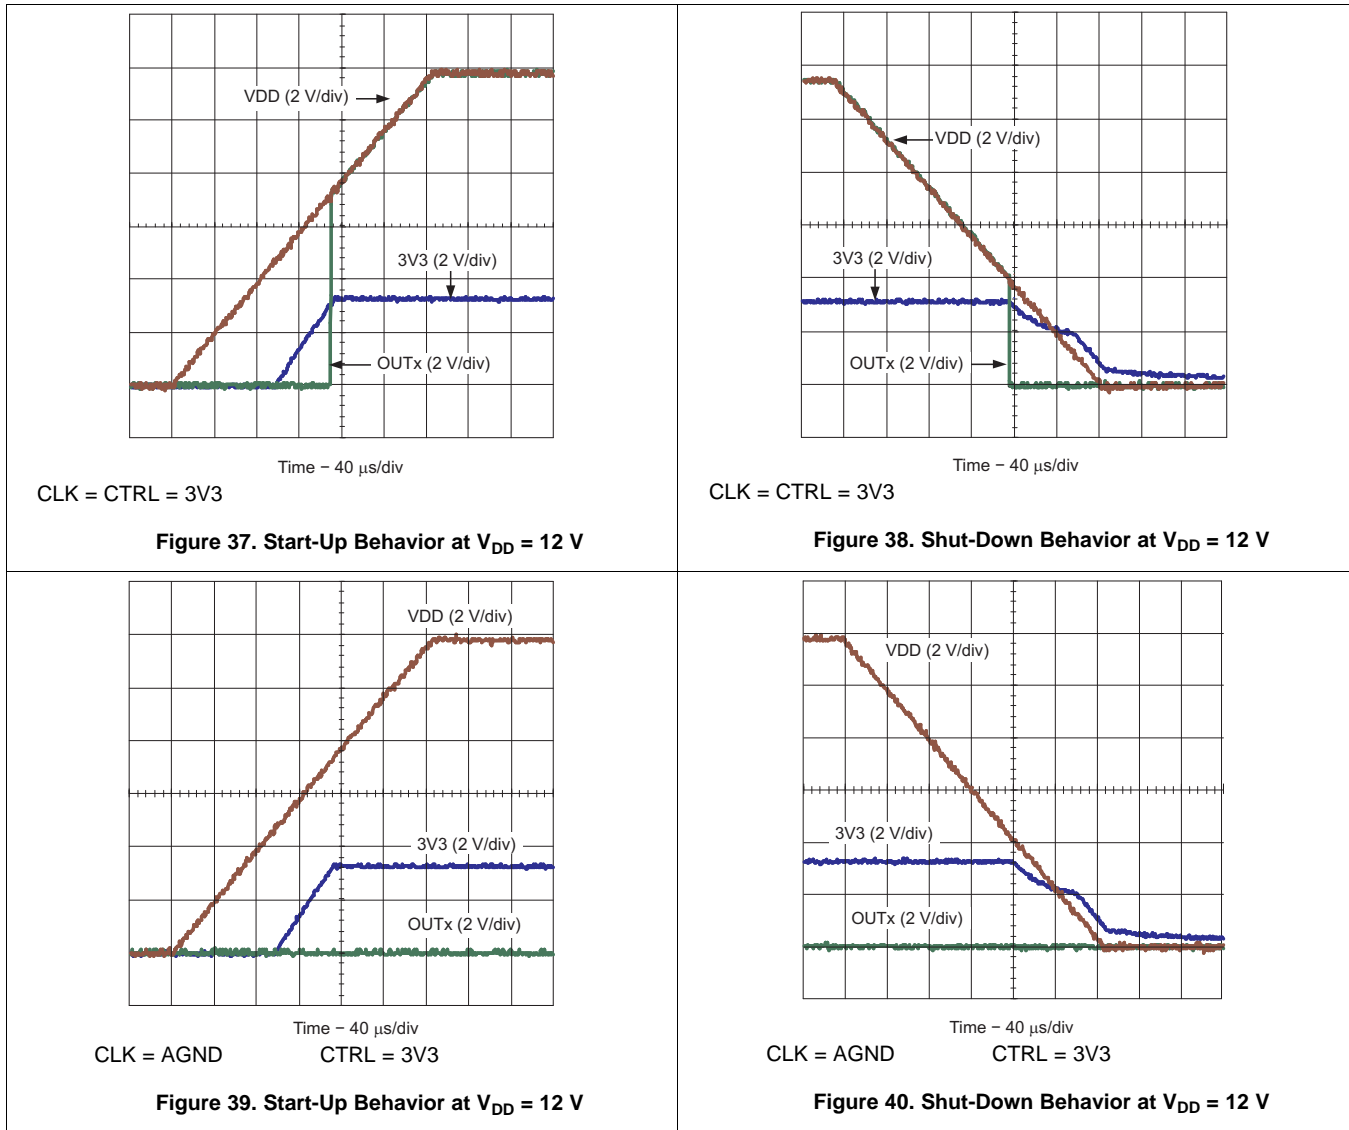 VDD (2 V/div)
3V3 (2 V/div)
OUTx (2 V/div)
Time − 40 μs/div
CLK = CTRL = 3V3
Figure 37. Start-Up Behavior at VDD = 12 V
VDD (2 V/div)
3V3 (2 V/div)
OUTx (2 V/div)
Time − 40 μs/div
CLK = CTRL = 3V3
Figure 38. Shut-Down Behavior at VDD = 12 V
VDD (2 V/div)
3V3 (2 V/div)
OUTx (2 V/div)
Time − 40 μs/div
CLK = AGND CTRL = 3V3
Figure 39. Start-Up Behavior at VDD = 12 V
VDD (2 V/div)
3V3 (2 V/div)
OUTx (2 V/div)
Time − 40 μs/div
CLK = AGND CTRL = 3V3
Figure 40. Shut-Down Behavior at VDD = 12 V